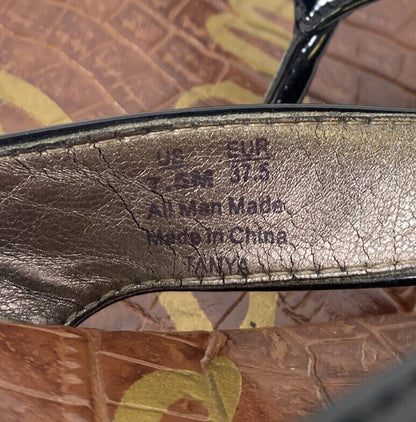 US EUR
7.5M 37.5
All Man Made
Made in China
TANYA